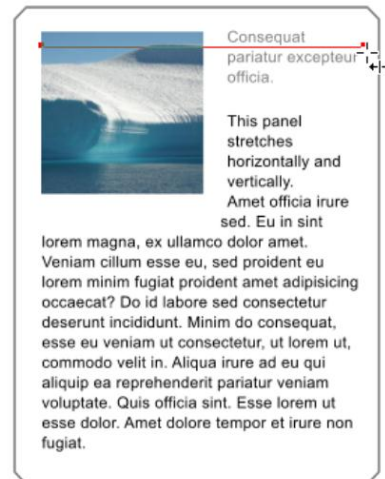 Consequat
pariatur excepteur
officia.
This panel
stretches
horizontally and
vertically.
Amet officia irure
sed. Eu in sint
lorem magna, ex ullamco dolor amet.
Veniam cillum esse eu, sed proident eu
lorem minim fugiat proident amet adipisicing
occaecat? Do id labore sed consectetur
deserunt incididunt. Minim do consequat,
esse eu veniam ut consectetur, ut lorem ut,
commodo velit in. Aliqua irure ad eu qui
aliquip ea reprehenderit pariatur veniam
voluptate. Quis officia sint. Esse lorem ut
esse dolor. Amet dolore tempor et irure non
fugiat.